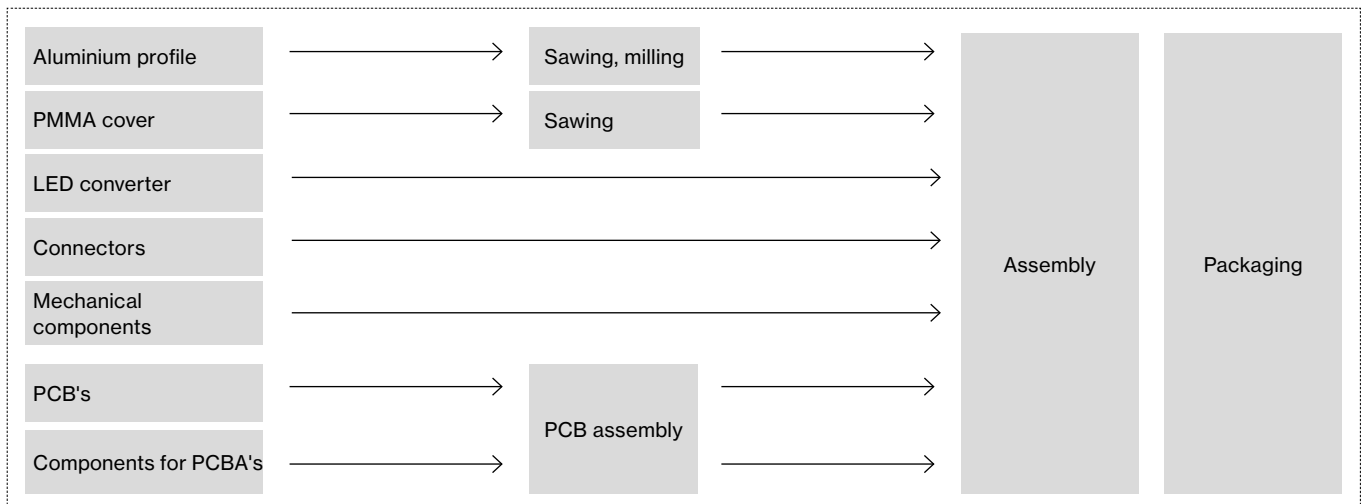 Aluminium profile
Sawing, milling
PMMA cover
Sawing
LED converter
Connectors
Assembly
Packaging
Mechanical
components
PCB's
PCB assembly
Components for PCBA's